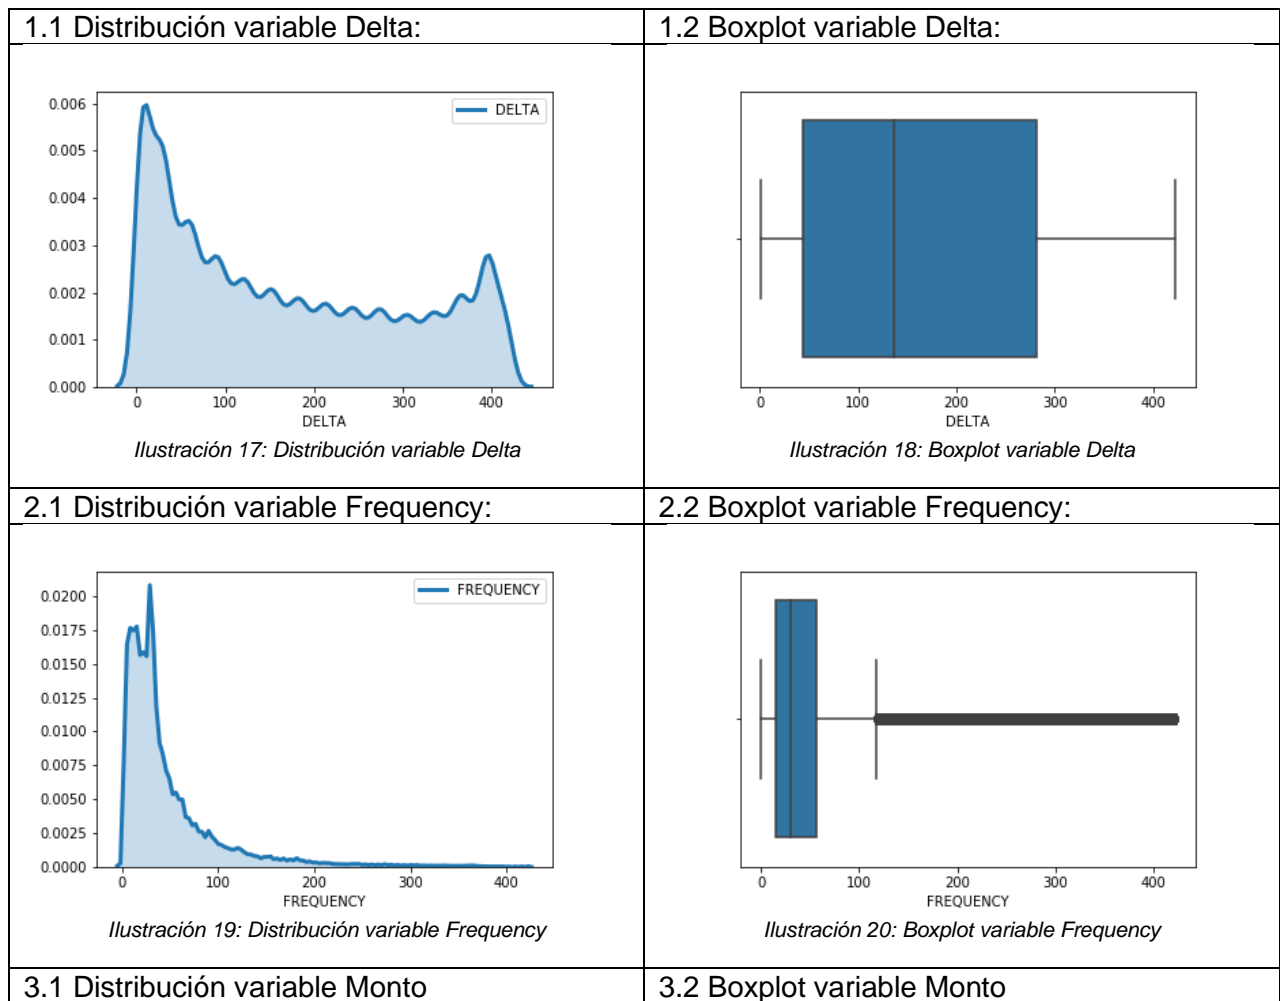 1.1 Distribución variable Delta:
1.2 Boxplot variable Delta:
0.006
0.005
0.004
0.003
0.002
0.001
0.000
DELTA
0 100 200 300 400
DELTA
Ilustración 17: Distribución variable Delta
0 100 200 300 400
DELTA
Ilustración 18: Boxplot variable Delta
2.1 Distribución variable Frequency:
2.2 Boxplot variable Frequency:
0.0200
0.0175
0.0150
0.0125
0.0100
0.0075
0.0050
0.0025
0.0000
FREQUENCY
0 100 200 300 400
FREQUENCY
Ilustración 19: Distribución variable Frequency
0 100 200 300 400
FREQUENCY
Ilustración 20: Boxplot variable Frequency
3.1 Distribución variable Monto
3.2 Boxplot variable Monto